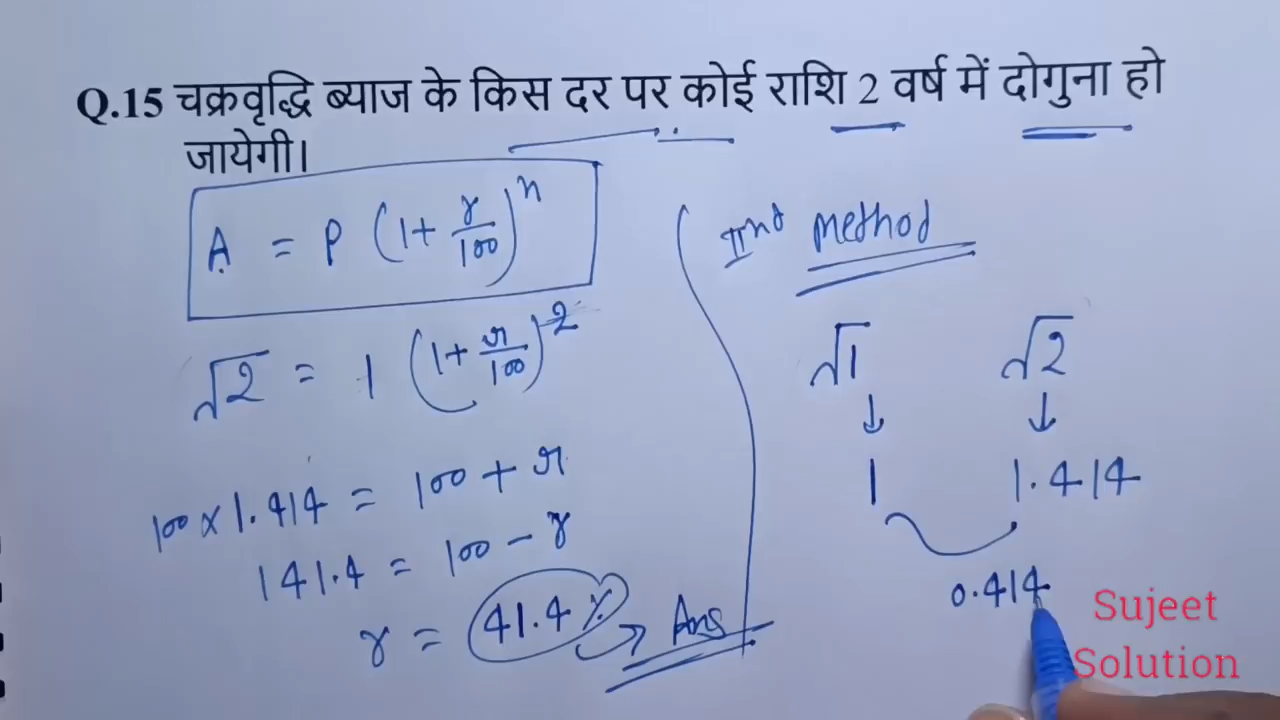 Q.15 चक्रवृद्धि ब्याज के किस दर पर कोई राशि 2 वर्ष में दोगुना हो
जायेगी।
A = P (1+ r/100)^n
√2 = 1 (1+ r/100)^2
100 × 1.414 = 100 + r
141.4 = 100 - r
r = 41.4% → Ans
IInd Method
√1 √2
↓ ↓
1 1.414
0.414
Sujeet
Solution